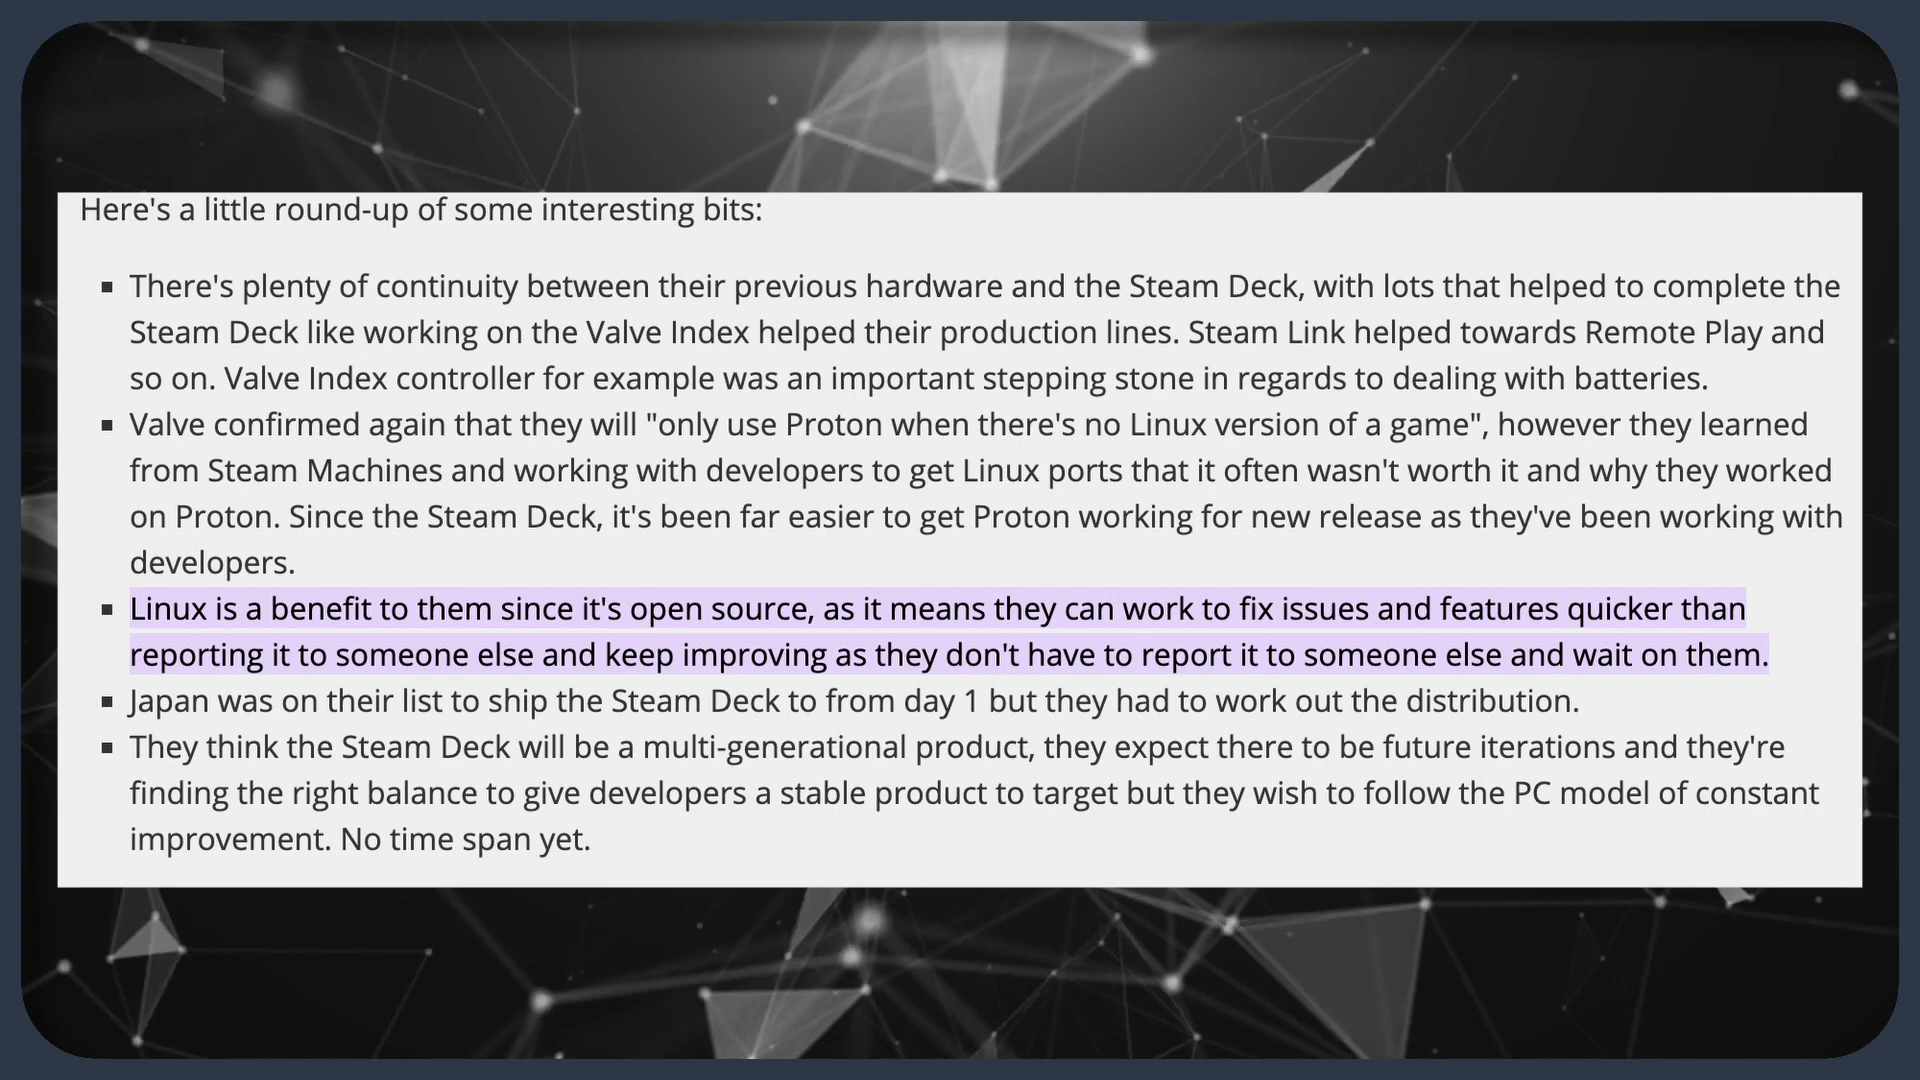 Here's a little round-up of some interesting bits:
There's plenty of continuity between their previous hardware and the Steam Deck, with lots that helped to complete the
Steam Deck like working on the Valve Index helped their production lines. Steam Link helped towards Remote Play and
so on. Valve Index controller for example was an important stepping stone in regards to dealing with batteries.
Valve confirmed again that they will "only use Proton when there's no Linux version of a game", however they learned
from Steam Machines and working with developers to get Linux ports that it often wasn't worth it and why they worked
on Proton. Since the Steam Deck, it's been far easier to get Proton working for new release as they've been working with
developers.
Linux is a benefit to them since it's open source, as it means they can work to fix issues and features quicker than
reporting it to someone else and keep improving as they don't have to report it to someone else and wait on them.
Japan was on their list to ship the Steam Deck to from day 1 but they had to work out the distribution.
They think the Steam Deck will be a multi-generational product, they expect there to be future iterations and they're
finding the right balance to give developers a stable product to target but they wish to follow the PC model of constant
improvement. No time span yet.